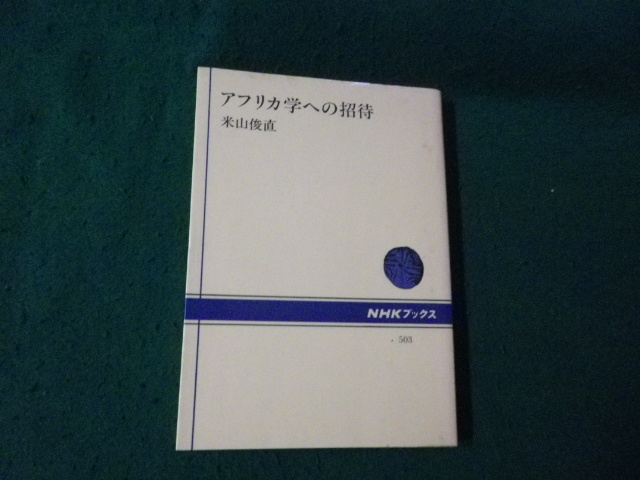 アフリカ学への招待
米山俊直
NHKブックス
503